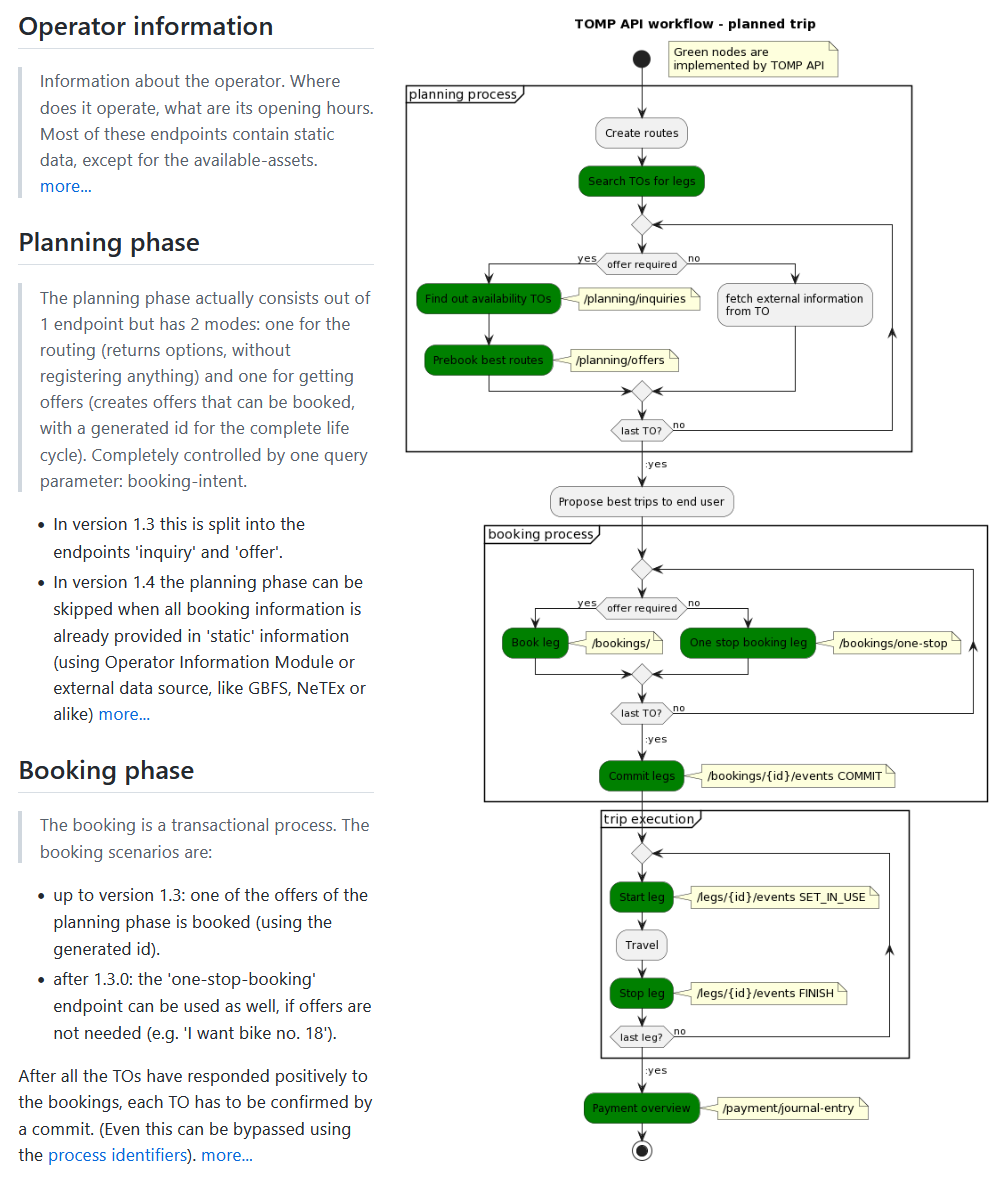 Operator information
Information about the operator. Where
does it operate, what are its opening hours.
Most of these endpoints contain static
data, except for the available-assets.
more...
Planning phase
The planning phase actually consists out of
1 endpoint but has 2 modes: one for the
routing (returns options, without
registering anything) and one for getting
offers (creates offers that can be booked,
with a generated id for the complete life
cycle). Completely controlled by one query
parameter: booking-intent.
• In version 1.3 this is split into the
endpoints 'inquiry' and 'offer'.
• In version 1.4 the planning phase can be
skipped when all booking information is
already provided in 'static' information
(using Operator Information Module or
external data source, like GBFS, NeTEx or
alike) more...
Booking phase
The booking is a transactional process. The
booking scenarios are:
• up to version 1.3: one of the offers of the
planning phase is booked (using the
generated id).
• after 1.3.0: the 'one-stop-booking'
endpoint can be used as well, if offers are
not needed (e.g. 'I want bike no. 18').
After all the TOs have responded positively to
the bookings, each TO has to be confirmed by
a commit. (Even this can be bypassed using
the process identifiers). more...
TOMP API workflow - planned trip
Green nodes are
implemented by TOMP API
planning process
Create routes
Search TOs for legs
yes
offer required
no
Find out availability TOs
/planning/inquiries
fetch external information
from TO
Prebook best routes
/planning/offers
last TO?
no
:yes
Propose best trips to end user
booking process
yes
offer required
no
Book leg
/bookings/
One stop booking leg
/bookings/one-stop
last TO?
no
:yes
Commit legs
/bookings/{id}/events COMMIT
trip execution
Start leg
/legs/{id}/events SET_IN_USE
Travel
Stop leg
/legs/{id}/events FINISH
last leg?
no
:yes
Payment overview
/payment/journal-entry